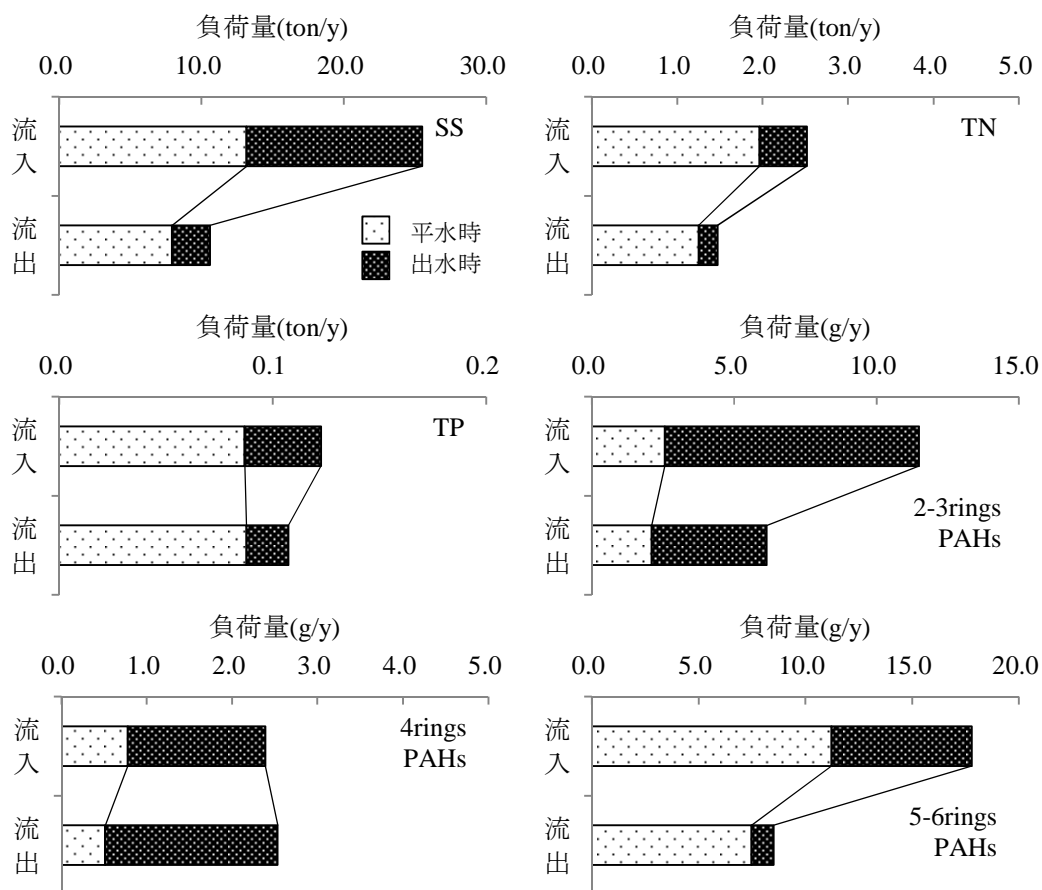 負荷量(ton/y)
0.0 10.0 20.0 30.0
流入
SS
流出
平水時
出水時
負荷量(ton/y)
0.0 1.0 2.0 3.0 4.0 5.0
流入
TN
流出
負荷量(ton/y)
0.0 0.1 0.2
流入
TP
流出
負荷量(g/y)
0.0 5.0 10.0 15.0
流入
流出
2-3rings
PAHs
負荷量(g/y)
0.0 1.0 2.0 3.0 4.0 5.0
流入
4rings
PAHs
流出
負荷量(g/y)
0.0 5.0 10.0 15.0 20.0
流入
流出
5-6rings
PAHs